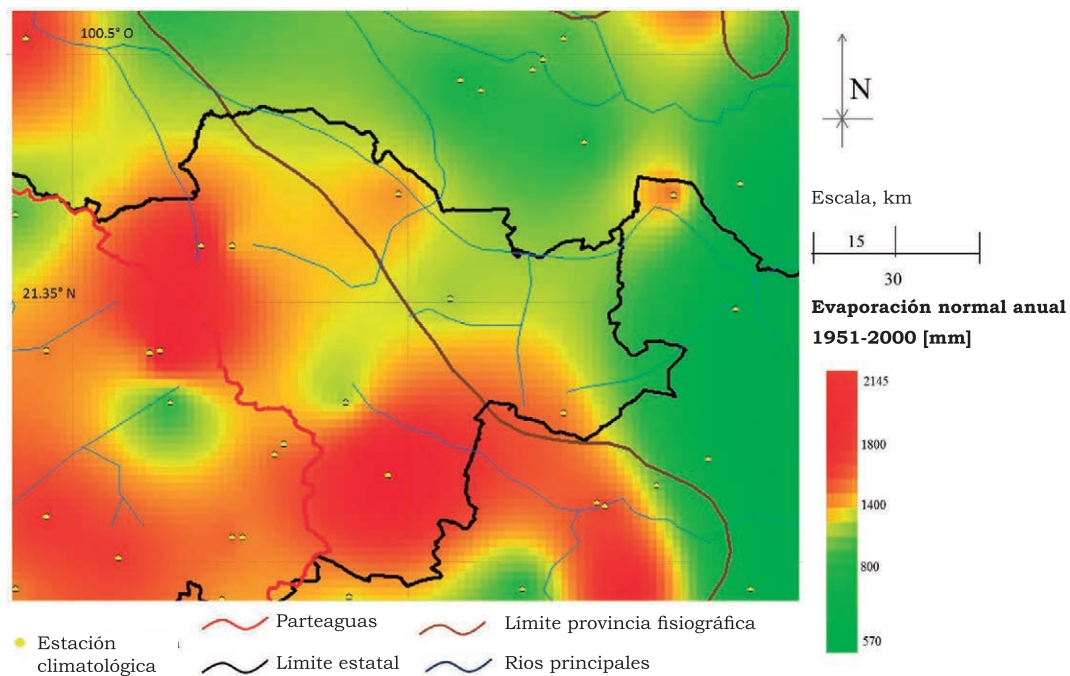 100.5° O
21.35° N
N
Escala, km
15
30
Evaporación normal anual
1951-2000 [mm]
2145
1800
1400
800
570
Estación
climatológica
Parteaguas
Límite estatal
Límite provincia fisiográfica
Rios principales